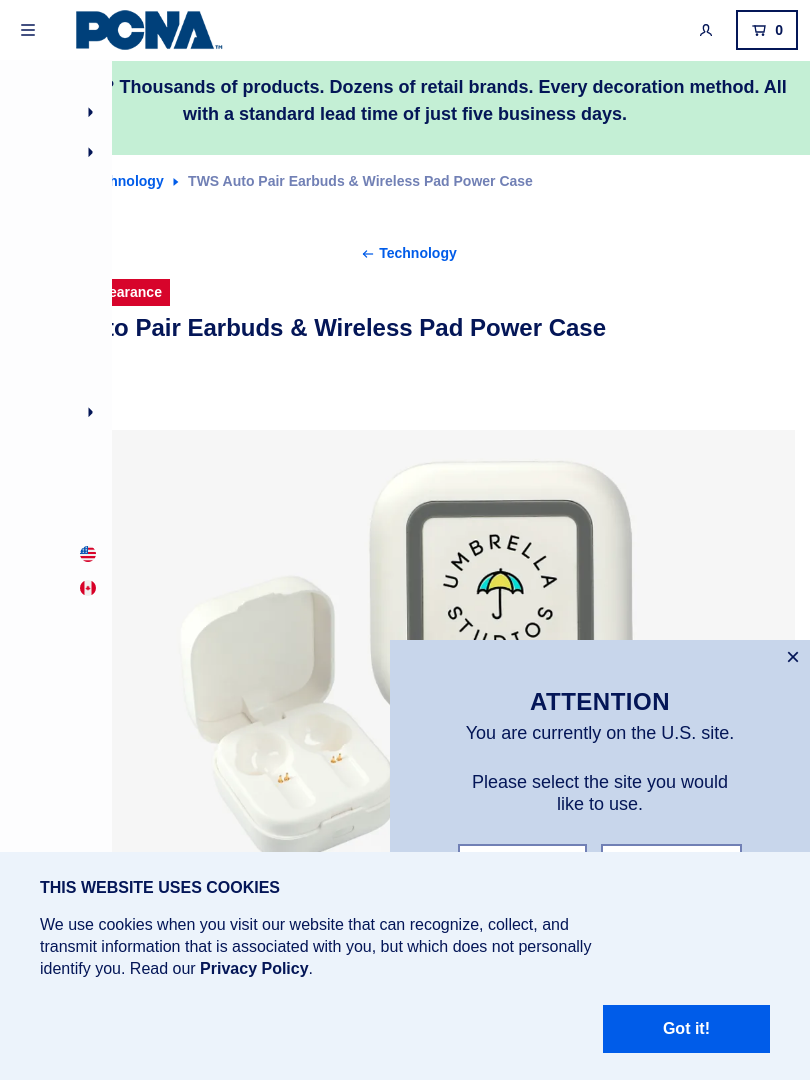 PCNA™
0
? Thousands of products. Dozens of retail brands. Every decoration method. All
with a standard lead time of just five business days.
hnology
TWS Auto Pair Earbuds & Wireless Pad Power Case
Technology
earance
to Pair Earbuds & Wireless Pad Power Case
UMBRELLA
STUDIOS
ATTENTION
You are currently on the U.S. site.
Please select the site you would
like to use.
THIS WEBSITE USES COOKIES
We use cookies when you visit our website that can recognize, collect, and
transmit information that is associated with you, but which does not personally
identify you. Read our Privacy Policy.
Got it!